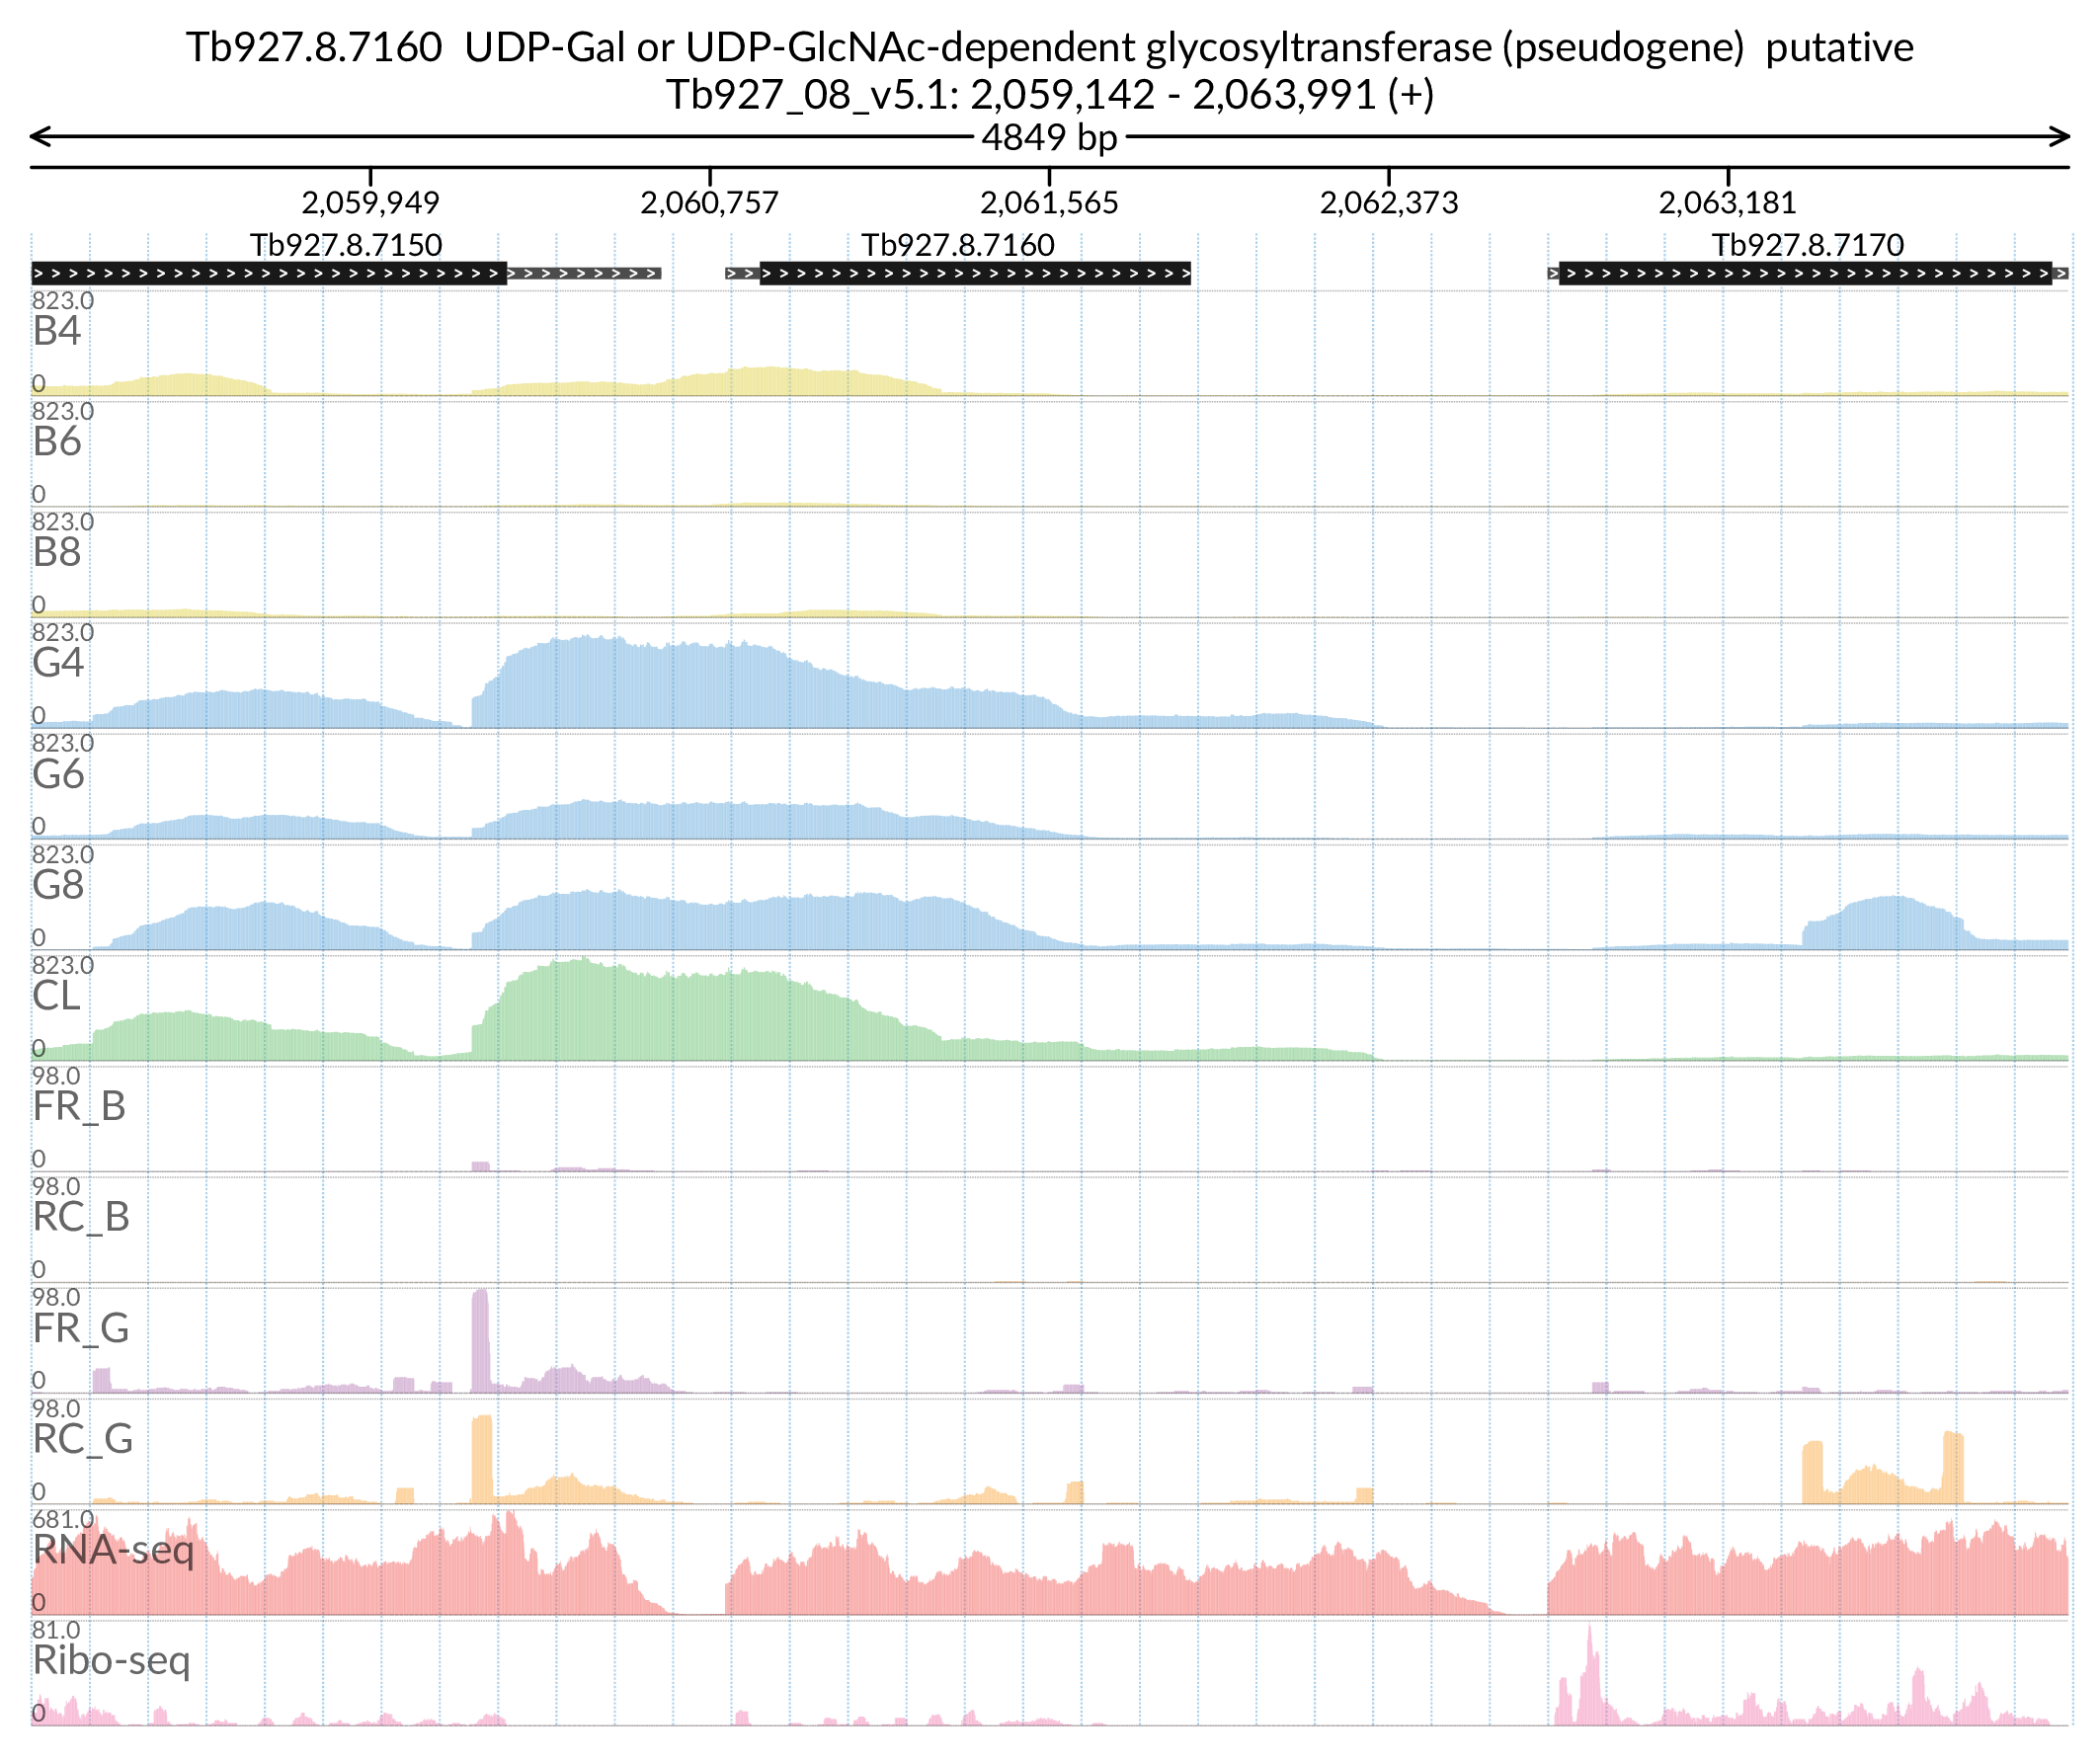 Tb927.8.7160  UDP-Gal or UDP-GlcNAc-dependent glycosyltransferase (pseudogene)  putative
Tb927_08_v5.1: 2,059,142 - 2,063,991 (+)
4849 bp
2,059,949 2,060,757 2,061,565 2,062,373 2,063,181
Tb927.8.7150 Tb927.8.7160 Tb927.8.7170
823.0
B4
0
823.0
B6
0
823.0
B8
0
823.0
G4
0
823.0
G6
0
823.0
G8
0
823.0
CL
0
98.0
FR_B
0
98.0
RC_B
0
98.0
FR_G
0
98.0
RC_G
0
681.0
RNA-seq
0
81.0
Ribo-seq
0